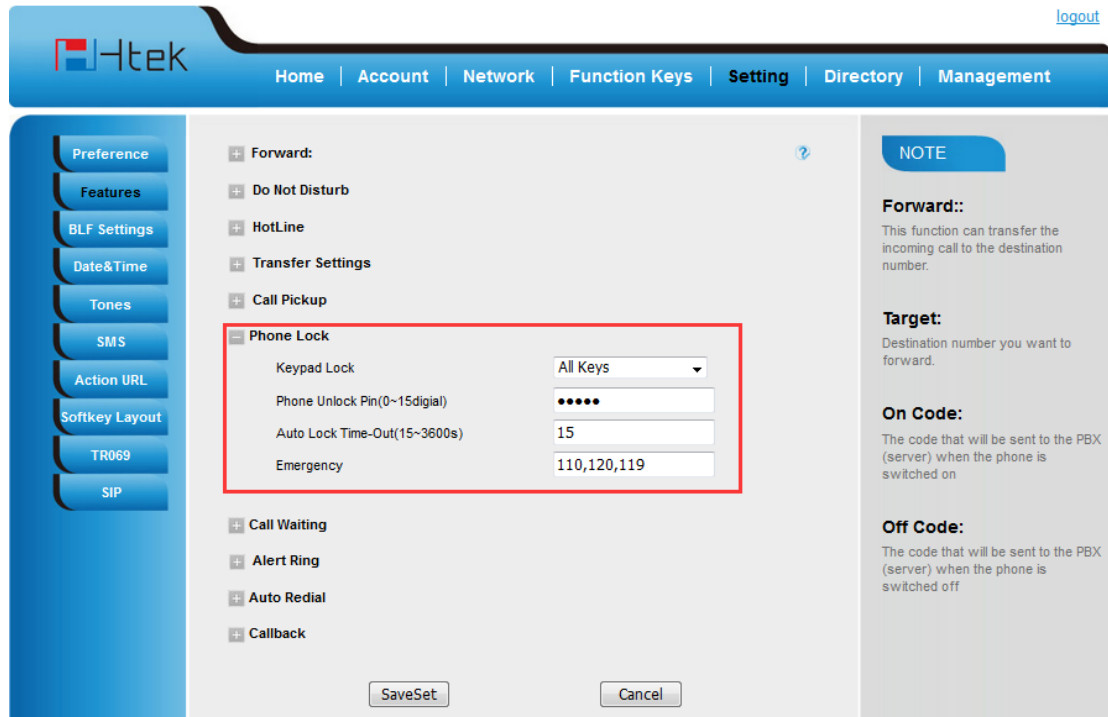 logout
Htek
Home | Account | Network | Function Keys | Setting | Directory | Management
Preference
Features
BLF Settings
Date&Time
Tones
SMS
Action URL
Softkey Layout
TR069
SIP
Forward:
Do Not Disturb
HotLine
Transfer Settings
Call Pickup
Phone Lock
Keypad Lock All Keys
Phone Unlock Pin(0~15digial) •••••
Auto Lock Time-Out(15~3600s) 15
Emergency 110,120,119
Call Waiting
Alert Ring
Auto Redial
Callback
SaveSet Cancel
NOTE
Forward::
This function can transfer the
incoming call to the destination
number.
Target:
Destination number you want to
forward.
On Code:
The code that will be sent to the PBX
(server) when the phone is
switched on
Off Code:
The code that will be sent to the PBX
(server) when the phone is
switched off